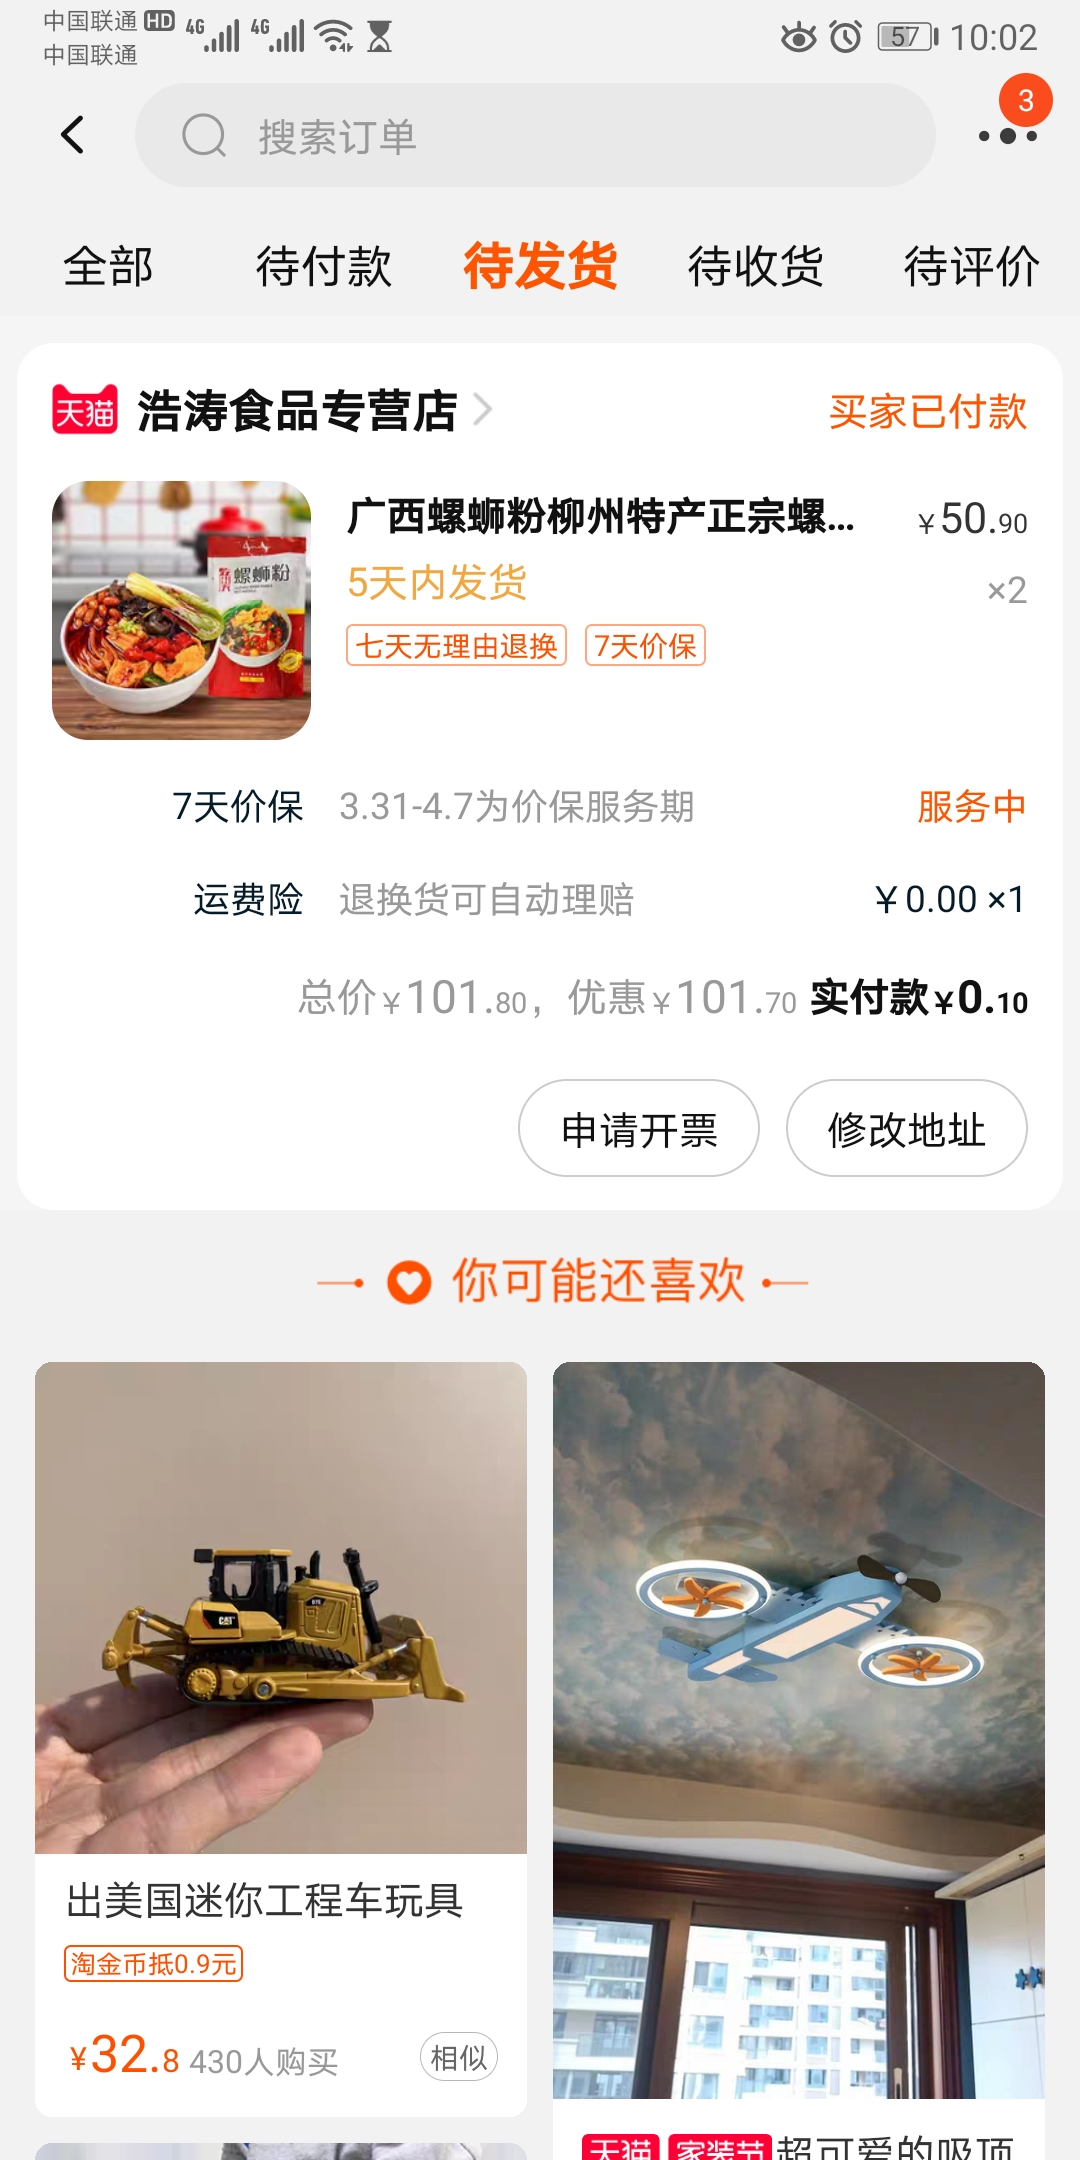 中国联通 HD 4G 4G 57 10:02
中国联通
3
搜索订单
全部 待付款 待发货 待收货 待评价
天猫 浩涛食品专营店 买家已付款
螺蛳粉
广西螺蛳粉柳州特产正宗螺... ¥50.90
5天内发货 ×2
七天无理由退换 7天价保
7天价保 3.31-4.7为价保服务期 服务中
运费险 退换货可自动理赔 ¥0.00 ×1
总价¥101.80，优惠¥101.70 实付款¥0.10
申请开票 修改地址
你可能还喜欢
CAT
出美国迷你工程车玩具
淘金币抵0.9元
¥32.8 430人购买 相似
天猫 家装节 超可爱的吸顶